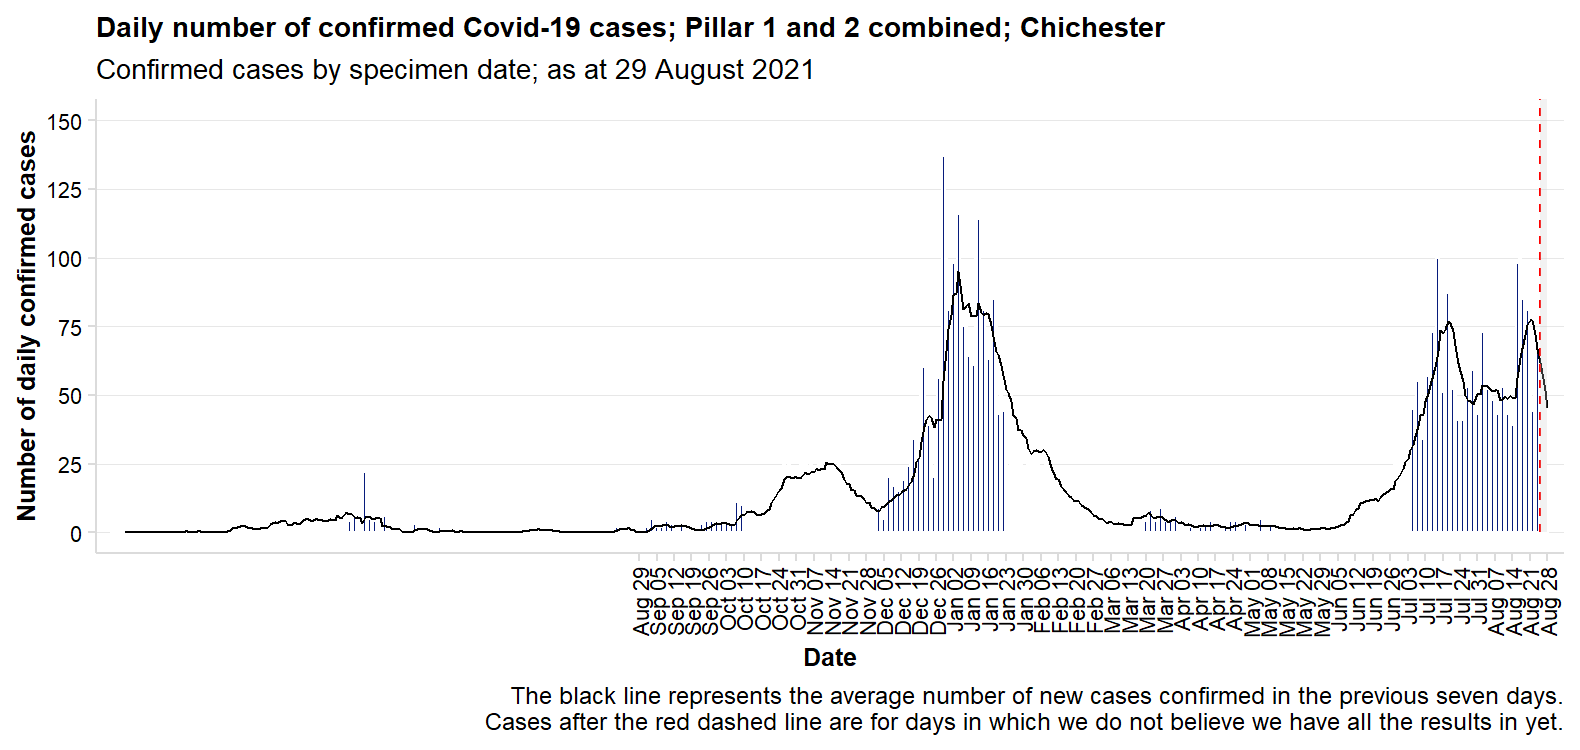 Daily number of confirmed Covid-19 cases; Pillar 1 and 2 combined; Chichester
Confirmed cases by specimen date; as at 29 August 2021
Number of daily confirmed cases
150
125
100
75
50
25
0
Aug 29
Sep 05
Sep 12
Sep 19
Sep 26
Oct 03
Oct 10
Oct 17
Oct 24
Oct 31
Nov 07
Nov 14
Nov 21
Nov 28
Dec 05
Dec 12
Dec 19
Dec 26
Jan 02
Jan 09
Jan 16
Jan 23
Jan 30
Feb 06
Feb 13
Feb 20
Feb 27
Mar 06
Mar 13
Mar 20
Mar 27
Apr 03
Apr 10
Apr 17
Apr 24
May 01
May 08
May 15
May 22
May 29
Jun 05
Jun 12
Jun 19
Jun 26
Jul 03
Jul 10
Jul 17
Jul 24
Jul 31
Aug 07
Aug 14
Aug 21
Aug 28
Date
The black line represents the average number of new cases confirmed in the previous seven days.
Cases after the red dashed line are for days in which we do not believe we have all the results in yet.